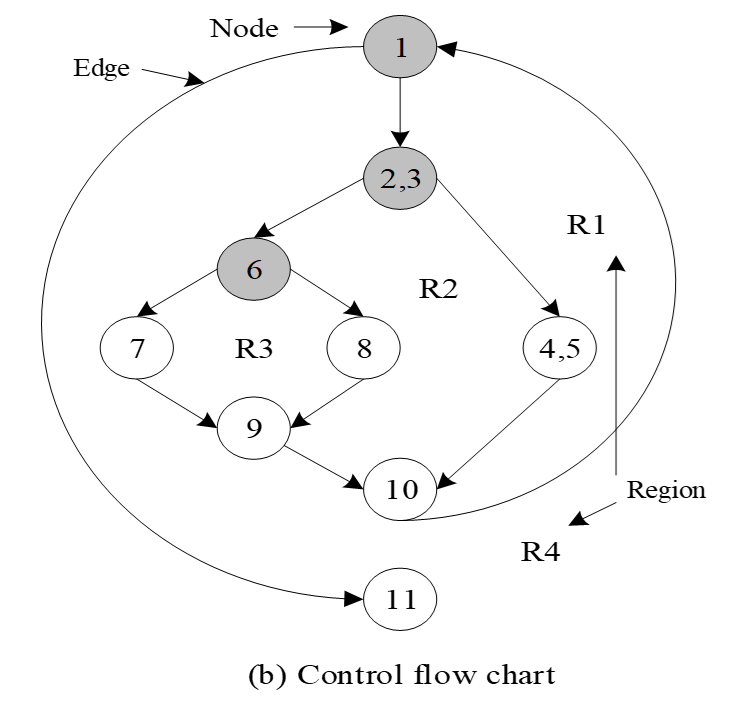 Node
1
Edge
2,3
R1
6
R2
7
R3
8
4,5
9
10
Region
R4
11
(b) Control flow chart